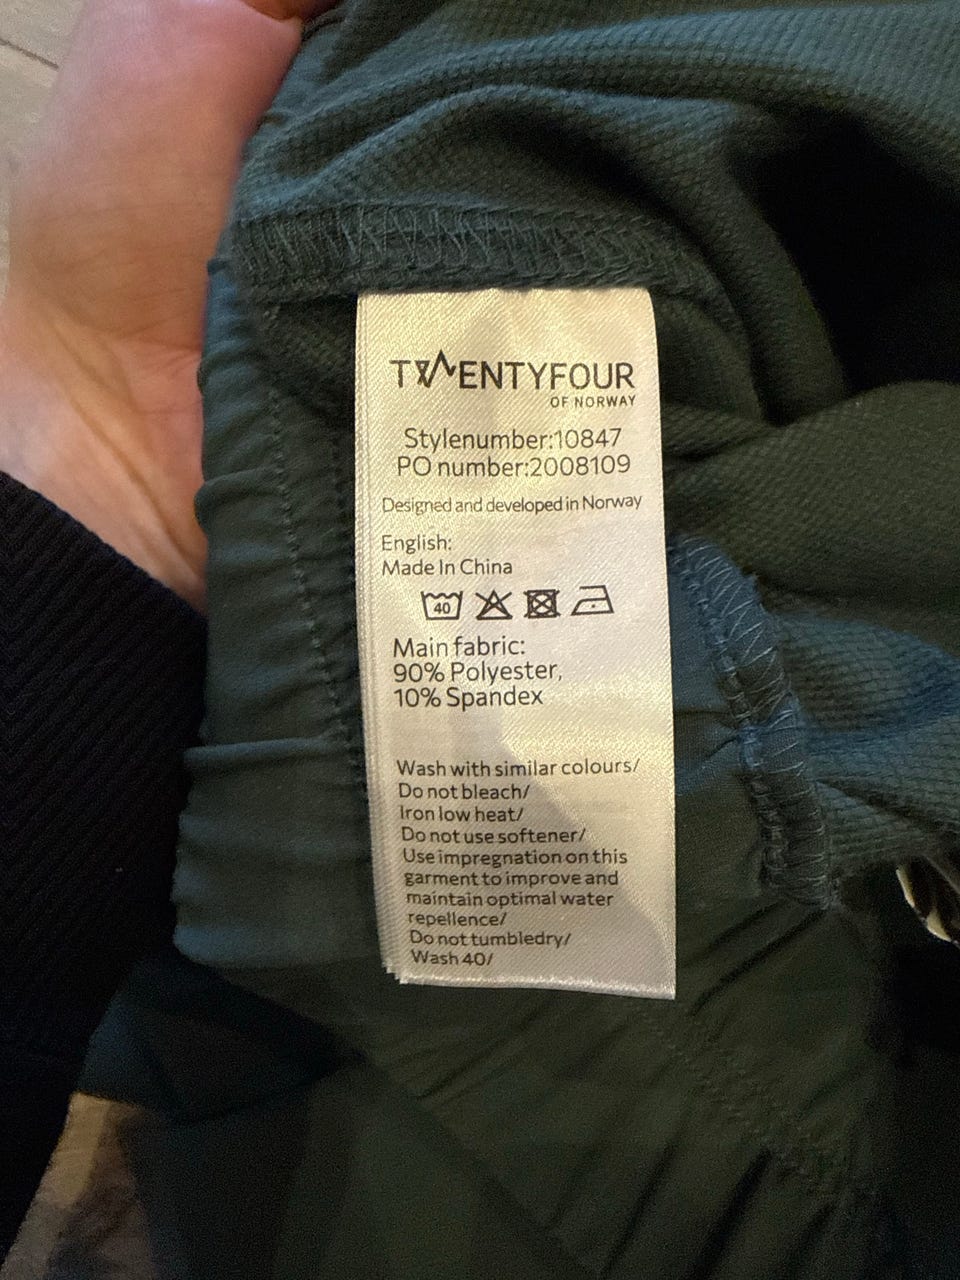 TWENTYFOUR
OF NORWAY
Stylenumber:10847
PO number:2008109
Designed and developed in Norway
English:
Made In China
40
Main fabric:
90% Polyester,
10% Spandex
Wash with similar colours/
Do not bleach/
Iron low heat/
Do not use softener/
Use impregnation on this
garment to improve and
maintain optimal water
repellence/
Do not tumbledry/
Wash 40/